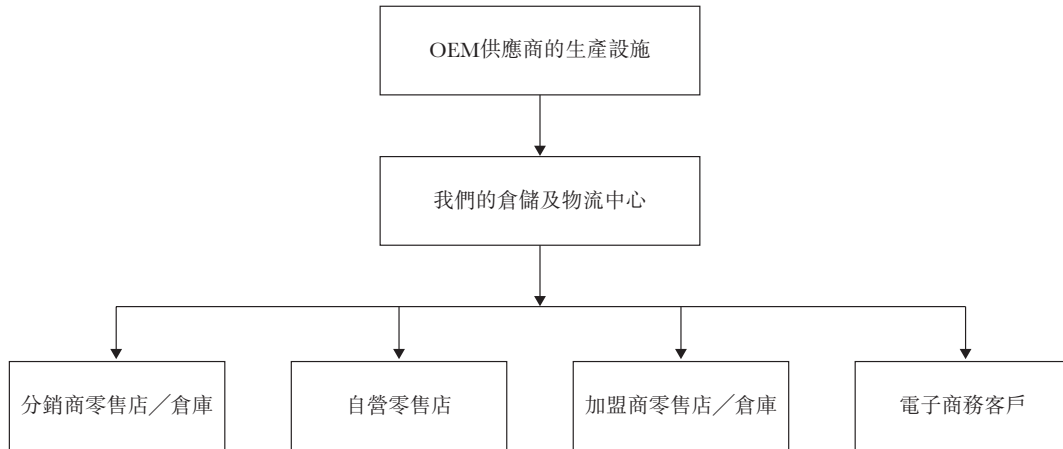 OEM供應商的生產設施
我們的倉儲及物流中心
分銷商零售店／倉庫
自營零售店
加盟商零售店／倉庫
電子商務客戶